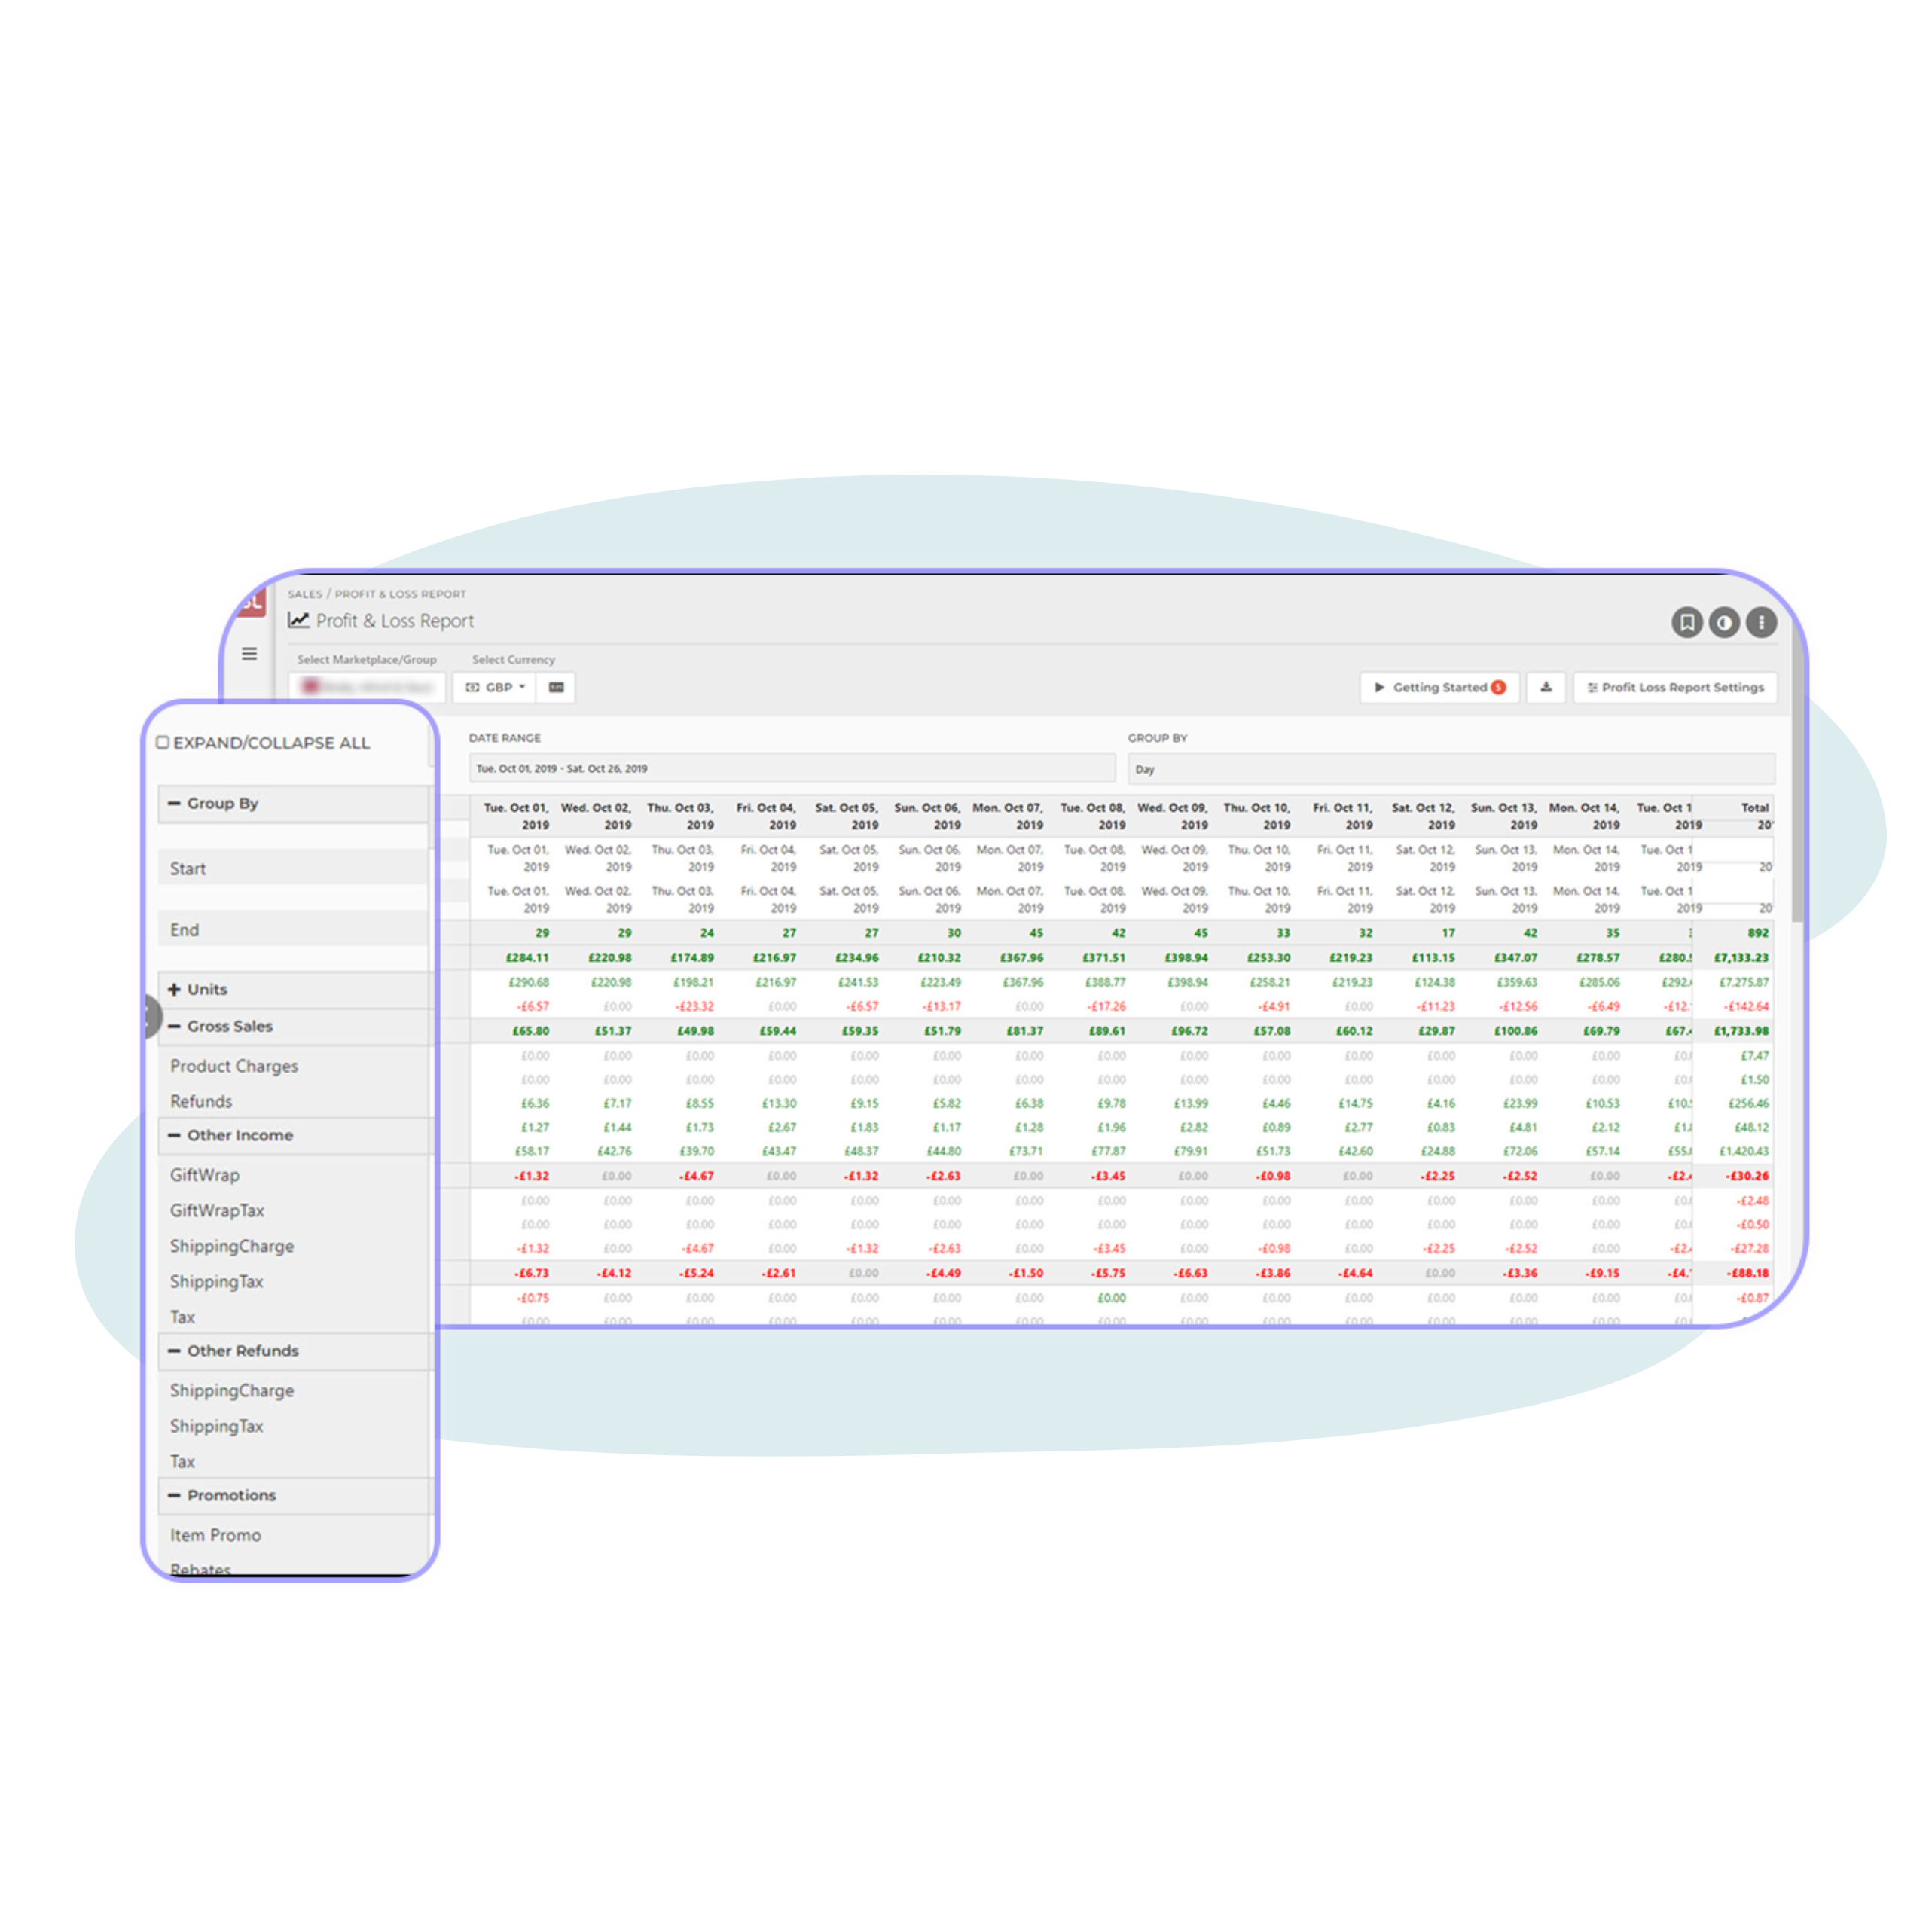 SALES / PROFIT & LOSS REPORT
Profit & Loss Report
Select Marketplace/Group Select Currency
GBP
Getting Started 5
Profit Loss Report Settings
DATE RANGE GROUP BY
Tue. Oct 01, 2019 - Sat. Oct 26, 2019 Day
EXPAND/COLLAPSE ALL
Group By
Start
End
Units
Gross Sales
Product Charges
Refunds
Other Income
GiftWrap
GiftWrapTax
ShippingCharge
ShippingTax
Tax
Other Refunds
ShippingCharge
ShippingTax
Tax
Promotions
Item Promo
Rebates
Tue. Oct 01, Wed. Oct 02, Thu. Oct 03, Fri. Oct 04, Sat. Oct 05, Sun. Oct 06, Mon. Oct 07, Tue. Oct 08, Wed. Oct 09, Thu. Oct 10, Fri. Oct 11, Sat. Oct 12, Sun. Oct 13, Mon. Oct 14, Tue. Oct 1 Total
2019 2019 2019 2019 2019 2019 2019 2019 2019 2019 2019 2019 2019 2019 2019 20
Tue. Oct 01, Wed. Oct 02, Thu. Oct 03, Fri. Oct 04, Sat. Oct 05, Sun. Oct 06, Mon. Oct 07, Tue. Oct 08, Wed. Oct 09, Thu. Oct 10, Fri. Oct 11, Sat. Oct 12, Sun. Oct 13, Mon. Oct 14, Tue. Oct 1
2019 2019 2019 2019 2019 2019 2019 2019 2019 2019 2019 2019 2019 2019 2019 20
Tue. Oct 01, Wed. Oct 02, Thu. Oct 03, Fri. Oct 04, Sat. Oct 05, Sun. Oct 06, Mon. Oct 07, Tue. Oct 08, Wed. Oct 09, Thu. Oct 10, Fri. Oct 11, Sat. Oct 12, Sun. Oct 13, Mon. Oct 14, Tue. Oct 1
2019 2019 2019 2019 2019 2019 2019 2019 2019 2019 2019 2019 2019 2019 2019 20
29 29 24 27 27 30 45 42 45 33 32 17 42 35 892
£284.11 £220.98 £174.89 £216.97 £234.96 £210.32 £367.96 £371.51 £398.94 £253.30 £219.23 £113.15 £347.07 £278.57 £280. £7,133.23
£290.68 £220.98 £198.21 £216.97 £241.53 £223.49 £367.96 £388.77 £398.94 £258.21 £219.23 £124.38 £359.63 £285.06 £292. £7,275.87
-£6.57 £0.00 -£23.32 £0.00 -£6.57 -£13.17 £0.00 -£17.26 £0.00 -£4.91 £0.00 -£11.23 -£12.56 -£6.49 -£12. -£142.64
£65.80 £51.37 £49.98 £59.44 £59.35 £51.79 £81.37 £89.61 £96.72 £57.08 £60.12 £29.87 £100.86 £69.79 £67. £1,733.98
£0.00 £0.00 £0.00 £0.00 £0.00 £0.00 £0.00 £0.00 £0.00 £0.00 £0.00 £0.00 £0.00 £0.00 £0. £7.47
£0.00 £0.00 £0.00 £0.00 £0.00 £0.00 £0.00 £0.00 £0.00 £0.00 £0.00 £0.00 £0.00 £0.00 £0. £1.50
£6.36 £7.17 £8.55 £13.30 £9.15 £5.82 £6.38 £9.78 £13.99 £4.46 £14.75 £4.16 £23.99 £10.53 £10. £256.46
£1.27 £1.44 £1.73 £2.67 £1.83 £1.17 £1.28 £1.96 £2.82 £0.89 £2.77 £0.83 £4.81 £2.12 £1. £48.12
£58.17 £42.76 £39.70 £43.47 £48.37 £44.80 £73.71 £77.87 £79.91 £51.73 £42.60 £24.88 £72.06 £57.14 £55. £1,420.43
-£1.32 £0.00 -£4.67 £0.00 -£1.32 -£2.63 £0.00 -£3.45 £0.00 -£0.98 £0.00 -£2.25 -£2.52 £0.00 -£2. -£30.26
£0.00 £0.00 £0.00 £0.00 £0.00 £0.00 £0.00 £0.00 £0.00 £0.00 £0.00 £0.00 £0.00 £0.00 £0. -£2.48
£0.00 £0.00 £0.00 £0.00 £0.00 £0.00 £0.00 £0.00 £0.00 £0.00 £0.00 £0.00 £0.00 £0.00 £0. -£0.50
-£1.32 £0.00 -£4.67 £0.00 -£1.32 -£2.63 £0.00 -£3.45 £0.00 -£0.98 £0.00 -£2.25 -£2.52 £0.00 -£2. -£27.28
-£6.73 -£4.12 -£5.24 -£2.61 £0.00 -£4.49 -£1.50 -£5.75 -£6.63 -£3.86 -£4.64 £0.00 -£3.36 -£9.15 -£4. -£88.18
-£0.75 £0.00 £0.00 £0.00 £0.00 £0.00 £0.00 £0.00 £0.00 £0.00 £0.00 £0.00 £0.00 £0.00 £0. -£0.87
£0.00 £0.00 £0.00 £0.00 £0.00 £0.00 £0.00 £0.00 £0.00 £0.00 £0.00 £0.00 £0.00 £0.00 £0.